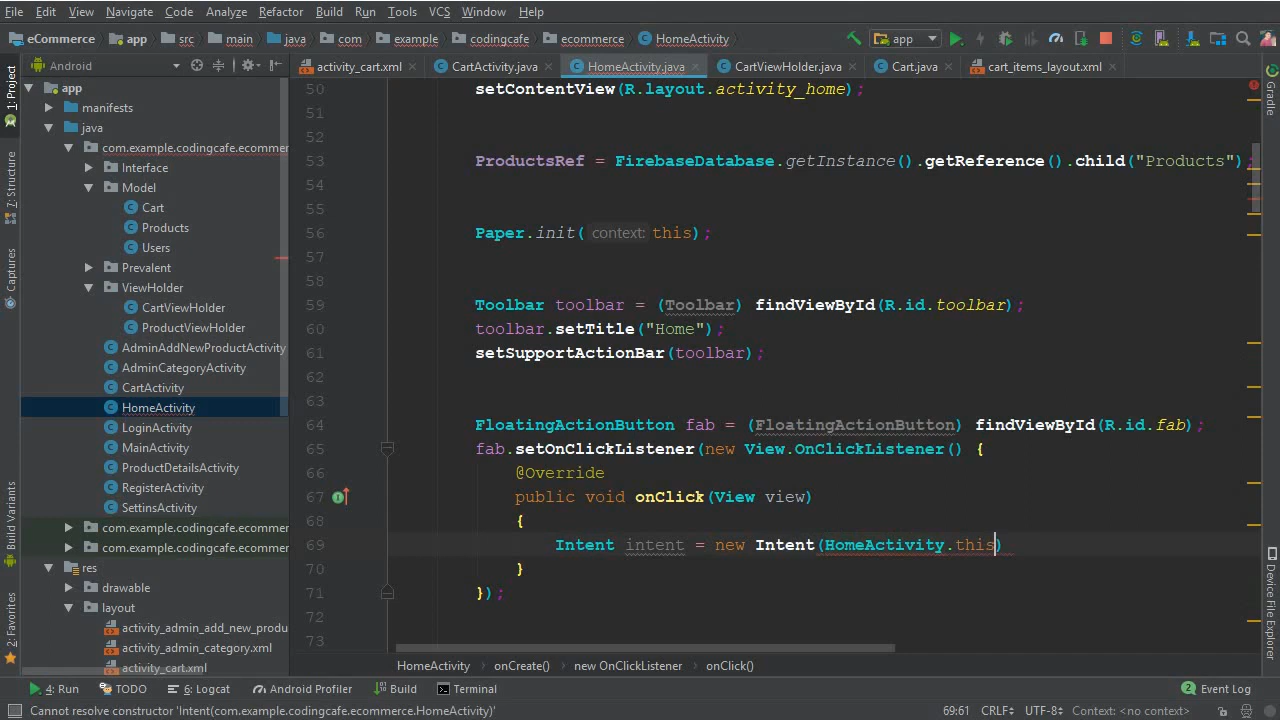 File Edit View Navigate Code Analyze Refactor Build Run Tools VCS Window Help
eCommerce app src main java com example codingcafe ecommerce HomeActivity app
Android
activity_cart.xml CartActivity.java HomeActivity.java CartViewHolder.java Cart.java cart_items_layout.xml
1: Project
7: Structure
Captures
Build Variants
2: Favorites
app
manifests
java
com.example.codingcafe.ecommer
Interface
Model
Cart
Products
Users
Prevalent
ViewHolder
CartViewHolder
ProductViewHolder
AdminAddNewProductActivity
AdminCategoryActivity
CartActivity
HomeActivity
LoginActivity
MainActivity
ProductDetailsActivity
RegisterActivity
SettinsActivity
com.example.codingcafe.ecommer
com.example.codingcafe.ecommer
res
drawable
layout
activity_admin_add_new_produ
activity_admin_category.xml
activity_cart.xml
50 setContentView(R.layout.activity_home);
51
52
53 ProductsRef = FirebaseDatabase.getInstance().getReference().child("Products");
54
55
56 Paper.init( context: this);
57
58
59 Toolbar toolbar = (Toolbar) findViewById(R.id.toolbar);
60 toolbar.setTitle("Home");
61 setSupportActionBar(toolbar);
62
63
64 FloatingActionButton fab = (FloatingActionButton) findViewById(R.id.fab);
65 fab.setOnClickListener(new View.OnClickListener() {
66 @Override
67 public void onClick(View view)
68 {
69 Intent intent = new Intent(HomeActivity.this)
70 }
71 });
72
73
Gradle
Device File Explorer
HomeActivity onCreate() new OnClickListener onClick()
4: Run TODO 6: Logcat Android Profiler Build Terminal 2 Event Log
Cannot resolve constructor 'Intent(com.example.codingcafe.ecommerce.HomeActivity)' 69:61 CRLF UTF-8 Context: <no context>